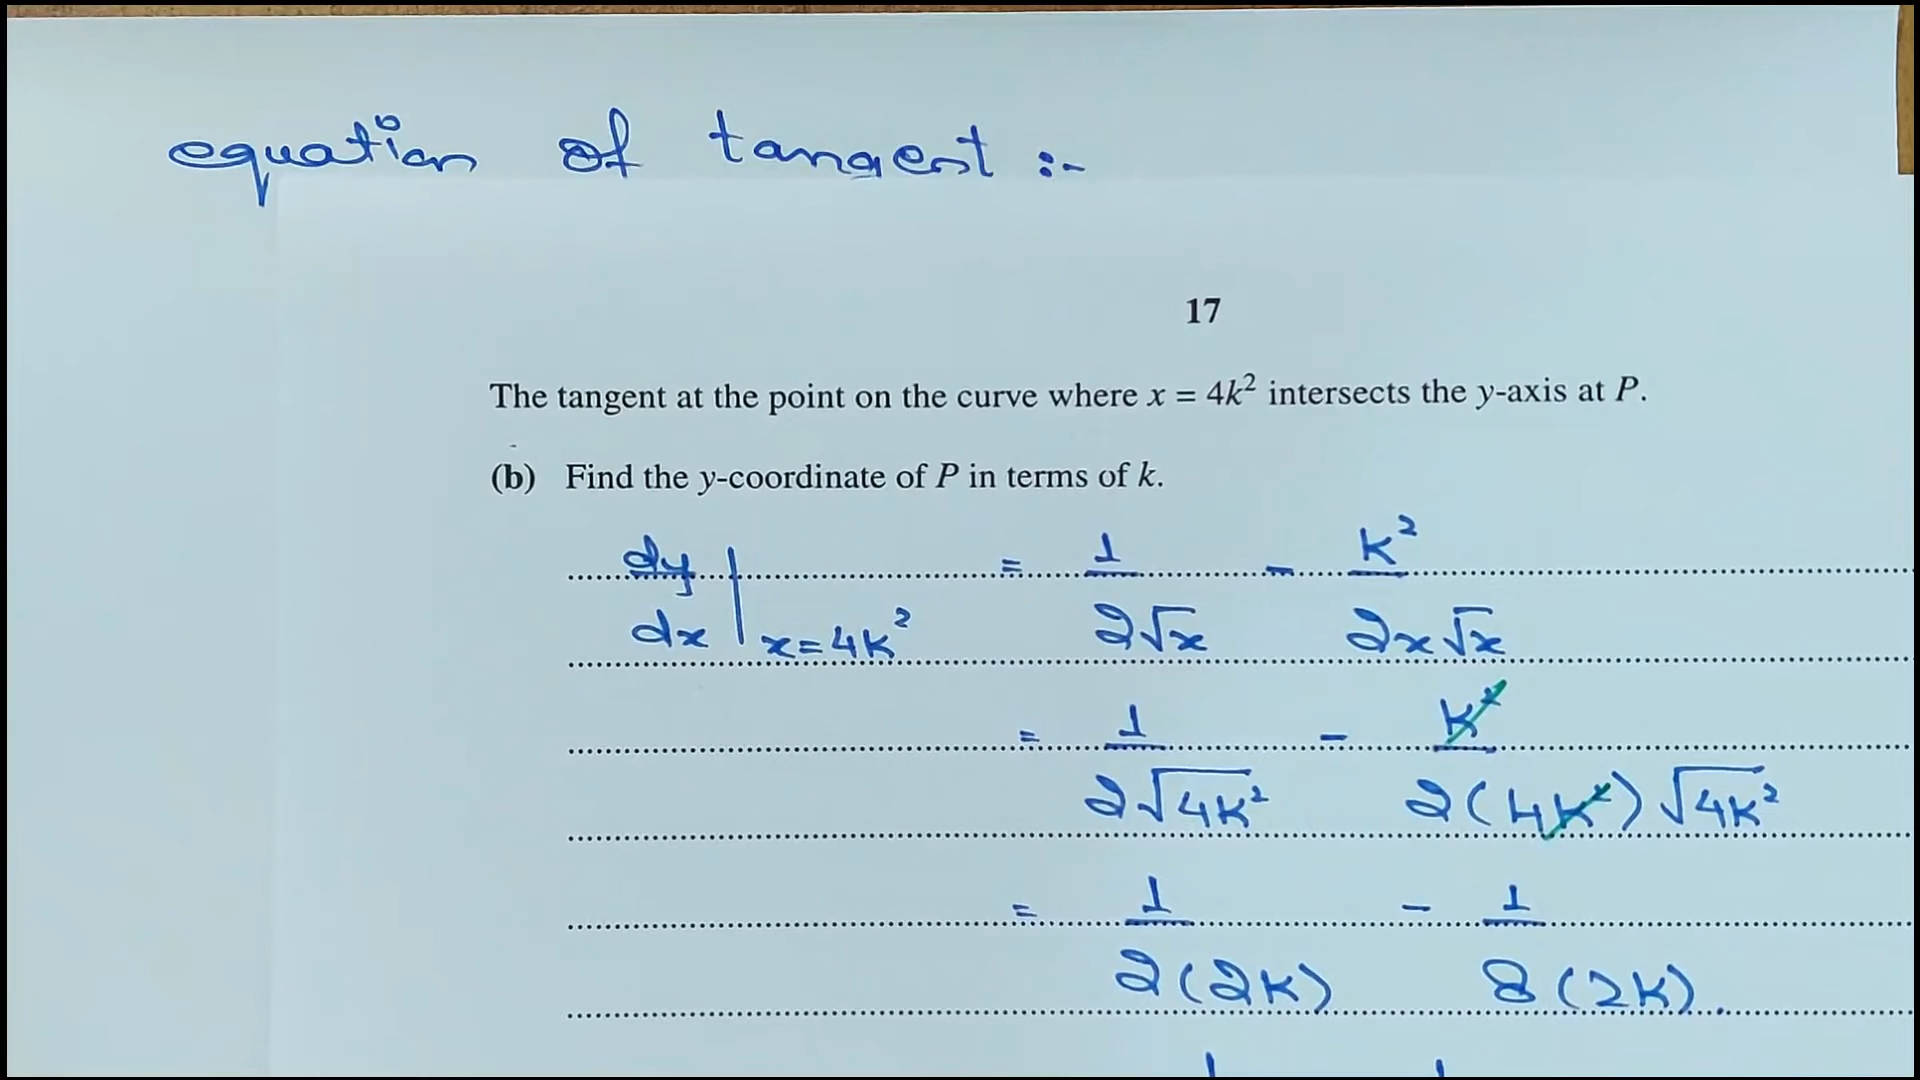 equation of tangent :-
17
The tangent at the point on the curve where x = 4k² intersects the y-axis at P.
(b) Find the y-coordinate of P in terms of k.
dy/dx | x=4k² = 1/2√x - k²/2x√x
= 1/2√4k² - k²/2(4k²)√4k²
= 1/2(2k) - 1/8(2k).